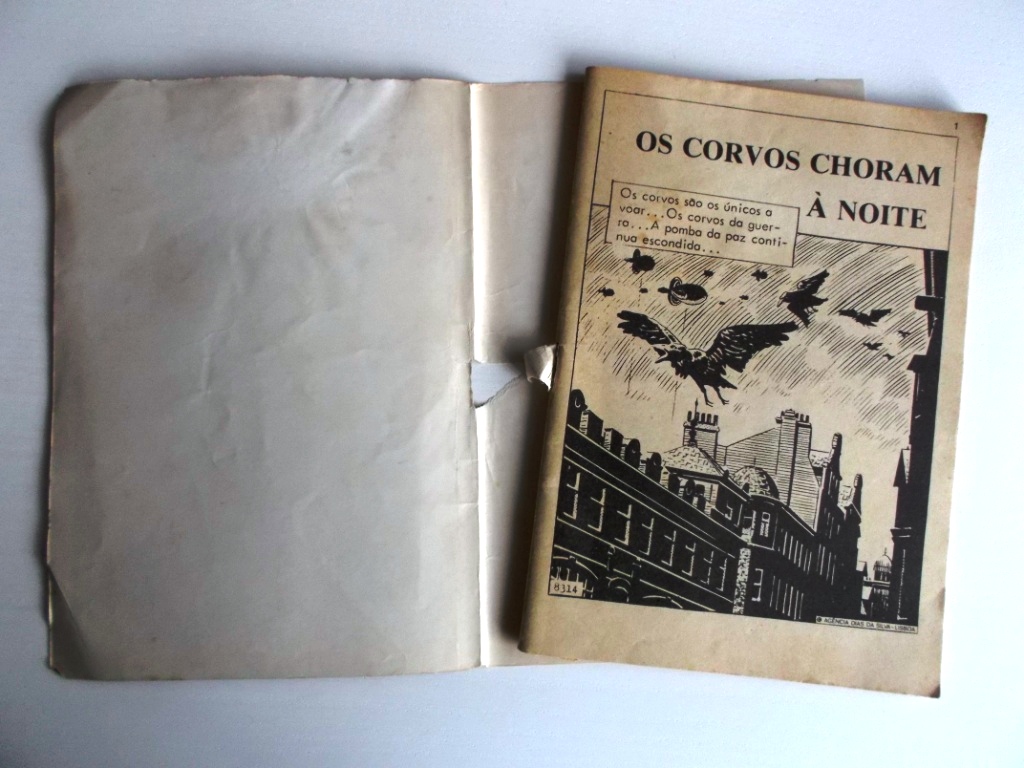 1
OS CORVOS CHORAM
À NOITE
Os corvos são os únicos a
voar...Os corvos da guer-
ra...A pomba da paz conti-
nua escondida...
8314
© AGÊNCIA DIAS DA SILVA - LISBOA